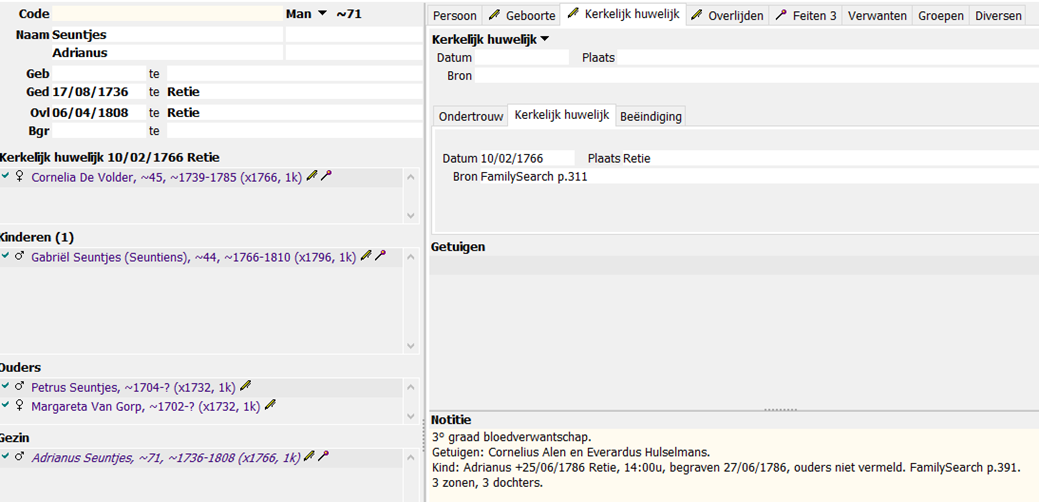 Code Man ~71
Naam Seuntjes
Adrianus
Geb te
Ged 17/08/1736 te Retie
Ovl 06/04/1808 te Retie
Bgr te
Kerkelijk huwelijk 10/02/1766 Retie
Cornelia De Volder, ~45, ~1739-1785 (x1766, 1k)
Kinderen (1)
Gabriël Seuntjes (Seuntiens), ~44, ~1766-1810 (x1796, 1k)
Ouders
Petrus Seuntjes, ~1704-? (x1732, 1k)
Margareta Van Gorp, ~1702-? (x1732, 1k)
Gezin
Adrianus Seuntjes, ~71, ~1736-1808 (x1766, 1k)
Persoon Geboorte Kerkelijk huwelijk Overlijden Feiten 3 Verwanten Groepen Diversen
Kerkelijk huwelijk
Datum Plaats
Bron
Ondertrouw Kerkelijk huwelijk Beëindiging
Datum 10/02/1766 Plaats Retie
Bron FamilySearch p.311
Getuigen
Notitie
3° graad bloedverwantschap.
Getuigen: Cornelius Alen en Everardus Hulselmans.
Kind: Adrianus +25/06/1786 Retie, 14:00u, begraven 27/06/1786, ouders niet vermeld. FamilySearch p.391.
3 zonen, 3 dochters.